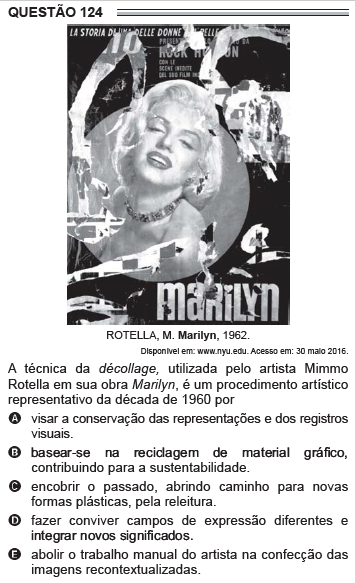 QUESTÃO 124
LA STORIA DI UNA DELLE DONNE
PRESENTE
DA
ROCK HUDSON
CON LE
SCENE INEDITE
DEL SUO FILM
MARILYN
ROTELLA, M. Marilyn, 1962.
Disponível em: www.nyu.edu. Acesso em: 30 maio 2016.
A técnica da décollage, utilizada pelo artista Mimmo
Rotella em sua obra Marilyn, é um procedimento artístico
representativo da década de 1960 por
A visar a conservação das representações e dos registros
visuais.
B basear-se na reciclagem de material gráfico,
contribuindo para a sustentabilidade.
C encobrir o passado, abrindo caminho para novas
formas plásticas, pela releitura.
D fazer conviver campos de expressão diferentes e
integrar novos significados.
E abolir o trabalho manual do artista na confecção das
imagens recontextualizadas.